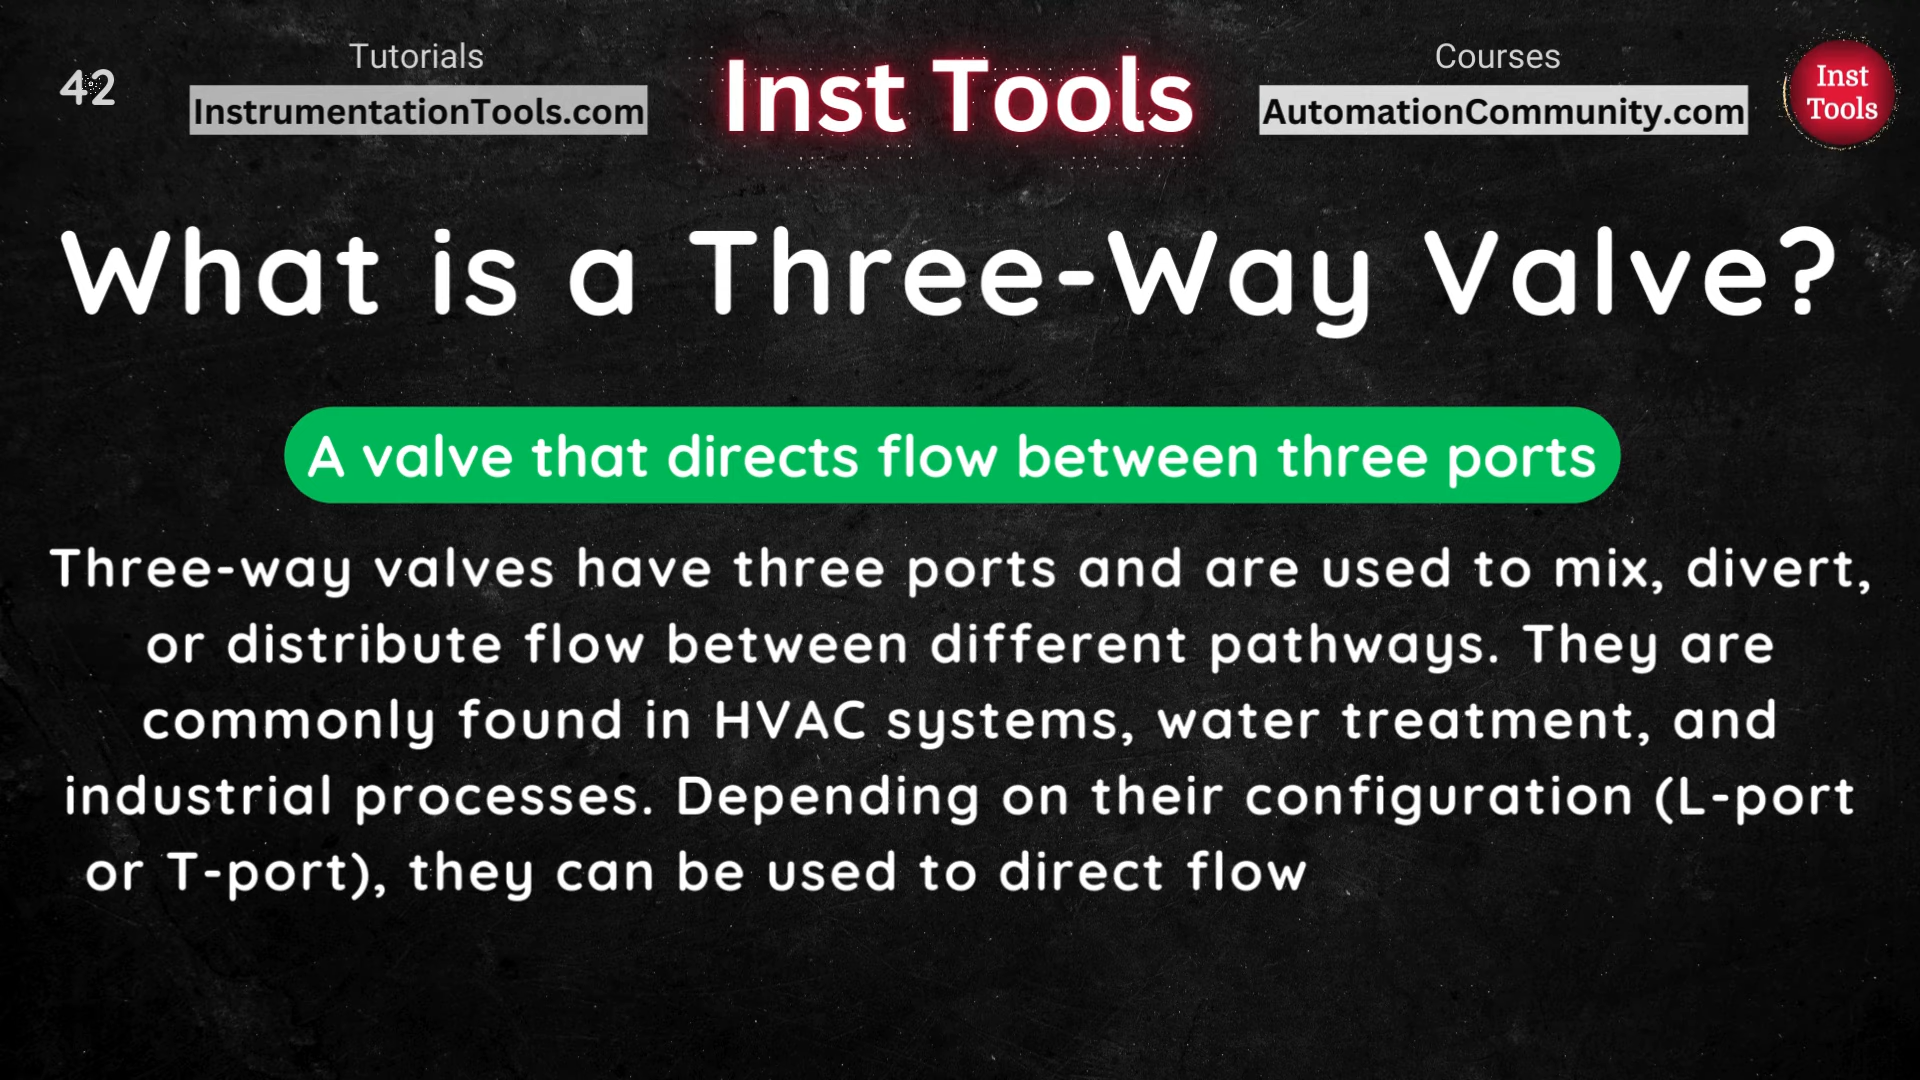 42
Tutorials
InstrumentationTools.com
Inst Tools
Courses
AutomationCommunity.com
Inst
Tools
What is a Three-Way Valve?
A valve that directs flow between three ports
Three-way valves have three ports and are used to mix, divert,
or distribute flow between different pathways. They are
commonly found in HVAC systems, water treatment, and
industrial processes. Depending on their configuration (L-port
or T-port), they can be used to direct flow